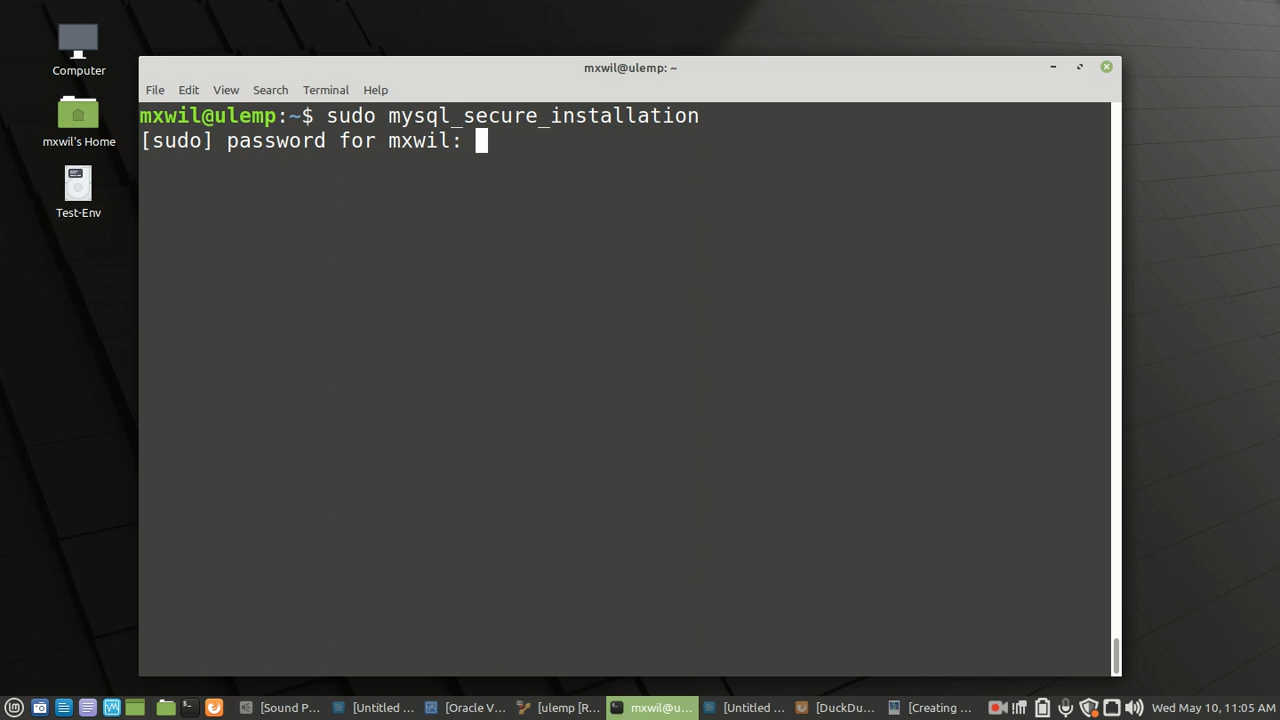 Computer
mxwil's Home
Test-Env
mxwil@ulemp: ~
File Edit View Search Terminal Help
mxwil@ulemp:~$ sudo mysql_secure_installation
[sudo] password for mxwil:
[Sound P... [Untitled ... [Oracle V... [ulemp [R... mxwil@u... [Untitled ... [DuckDu... [Creating ... Wed May 10, 11:05 AM